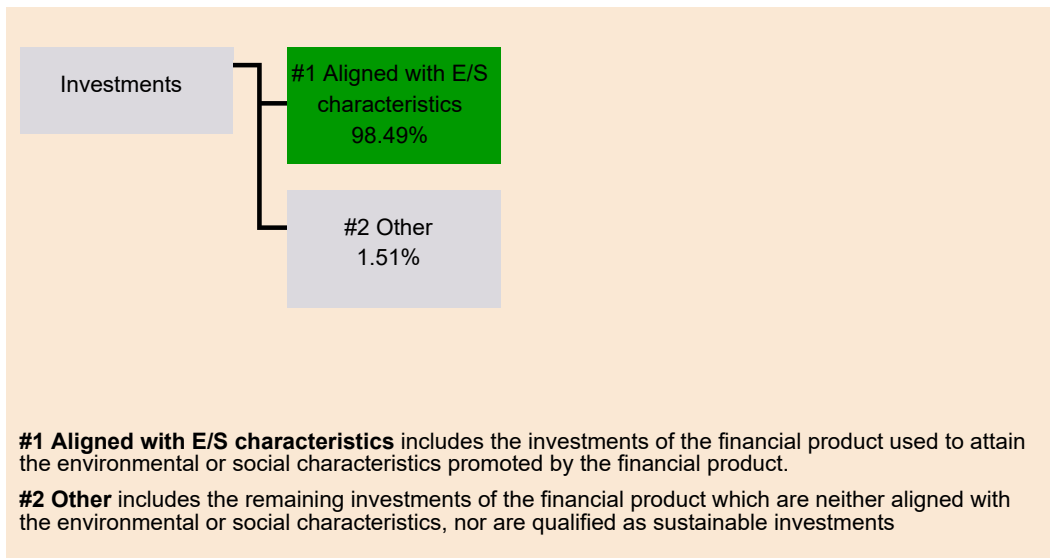 Investments
#1 Aligned with E/S
characteristics
98.49%
#2 Other
1.51%
#1 Aligned with E/S characteristics includes the investments of the financial product used to attain
the environmental or social characteristics promoted by the financial product.
#2 Other includes the remaining investments of the financial product which are neither aligned with
the environmental or social characteristics, nor are qualified as sustainable investments